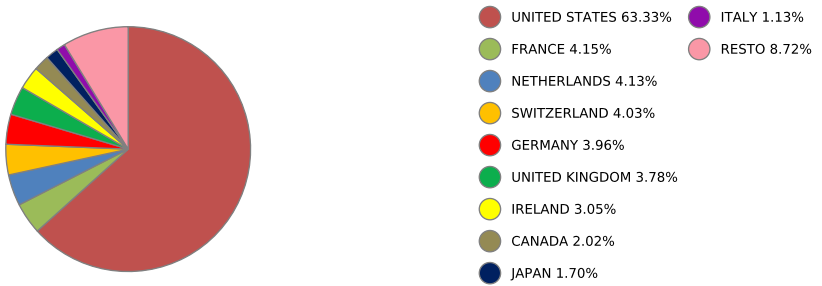 UNITED STATES 63.33%
FRANCE 4.15%
NETHERLANDS 4.13%
SWITZERLAND 4.03%
GERMANY 3.96%
UNITED KINGDOM 3.78%
IRELAND 3.05%
CANADA 2.02%
JAPAN 1.70%
ITALY 1.13%
RESTO 8.72%